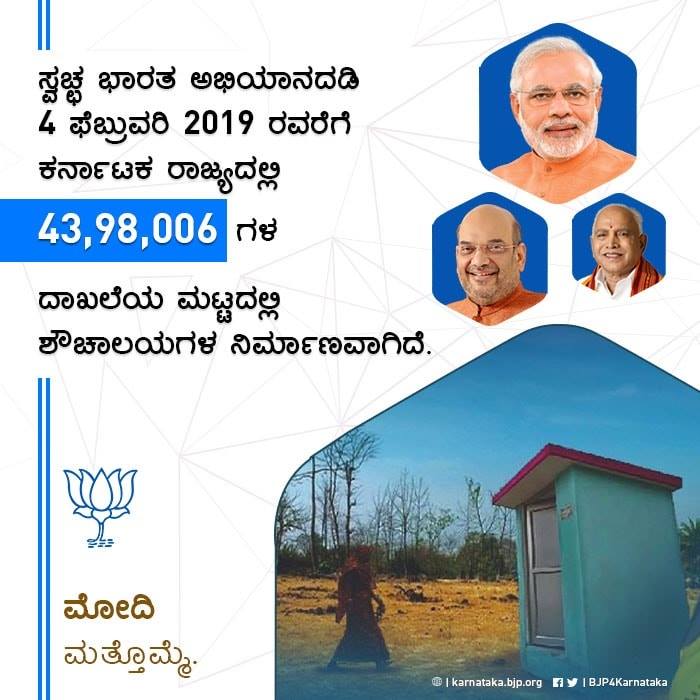 ಸ್ವಚ್ಛ ಭಾರತ ಅಭಿಯಾನದಡಿ
4 ಫೆಬ್ರುವರಿ 2019 ರವರೆಗೆ
ಕರ್ನಾಟಕ ರಾಜ್ಯದಲ್ಲಿ
43,98,006 ಗಳ
ದಾಖಲೆಯ ಮಟ್ಟದಲ್ಲಿ
ಶೌಚಾಲಯಗಳ ನಿರ್ಮಾಣವಾಗಿದೆ.
ಮೋದಿ
ಮತ್ತೊಮ್ಮೆ.
| karnataka.bjp.org | BJP4Karnataka